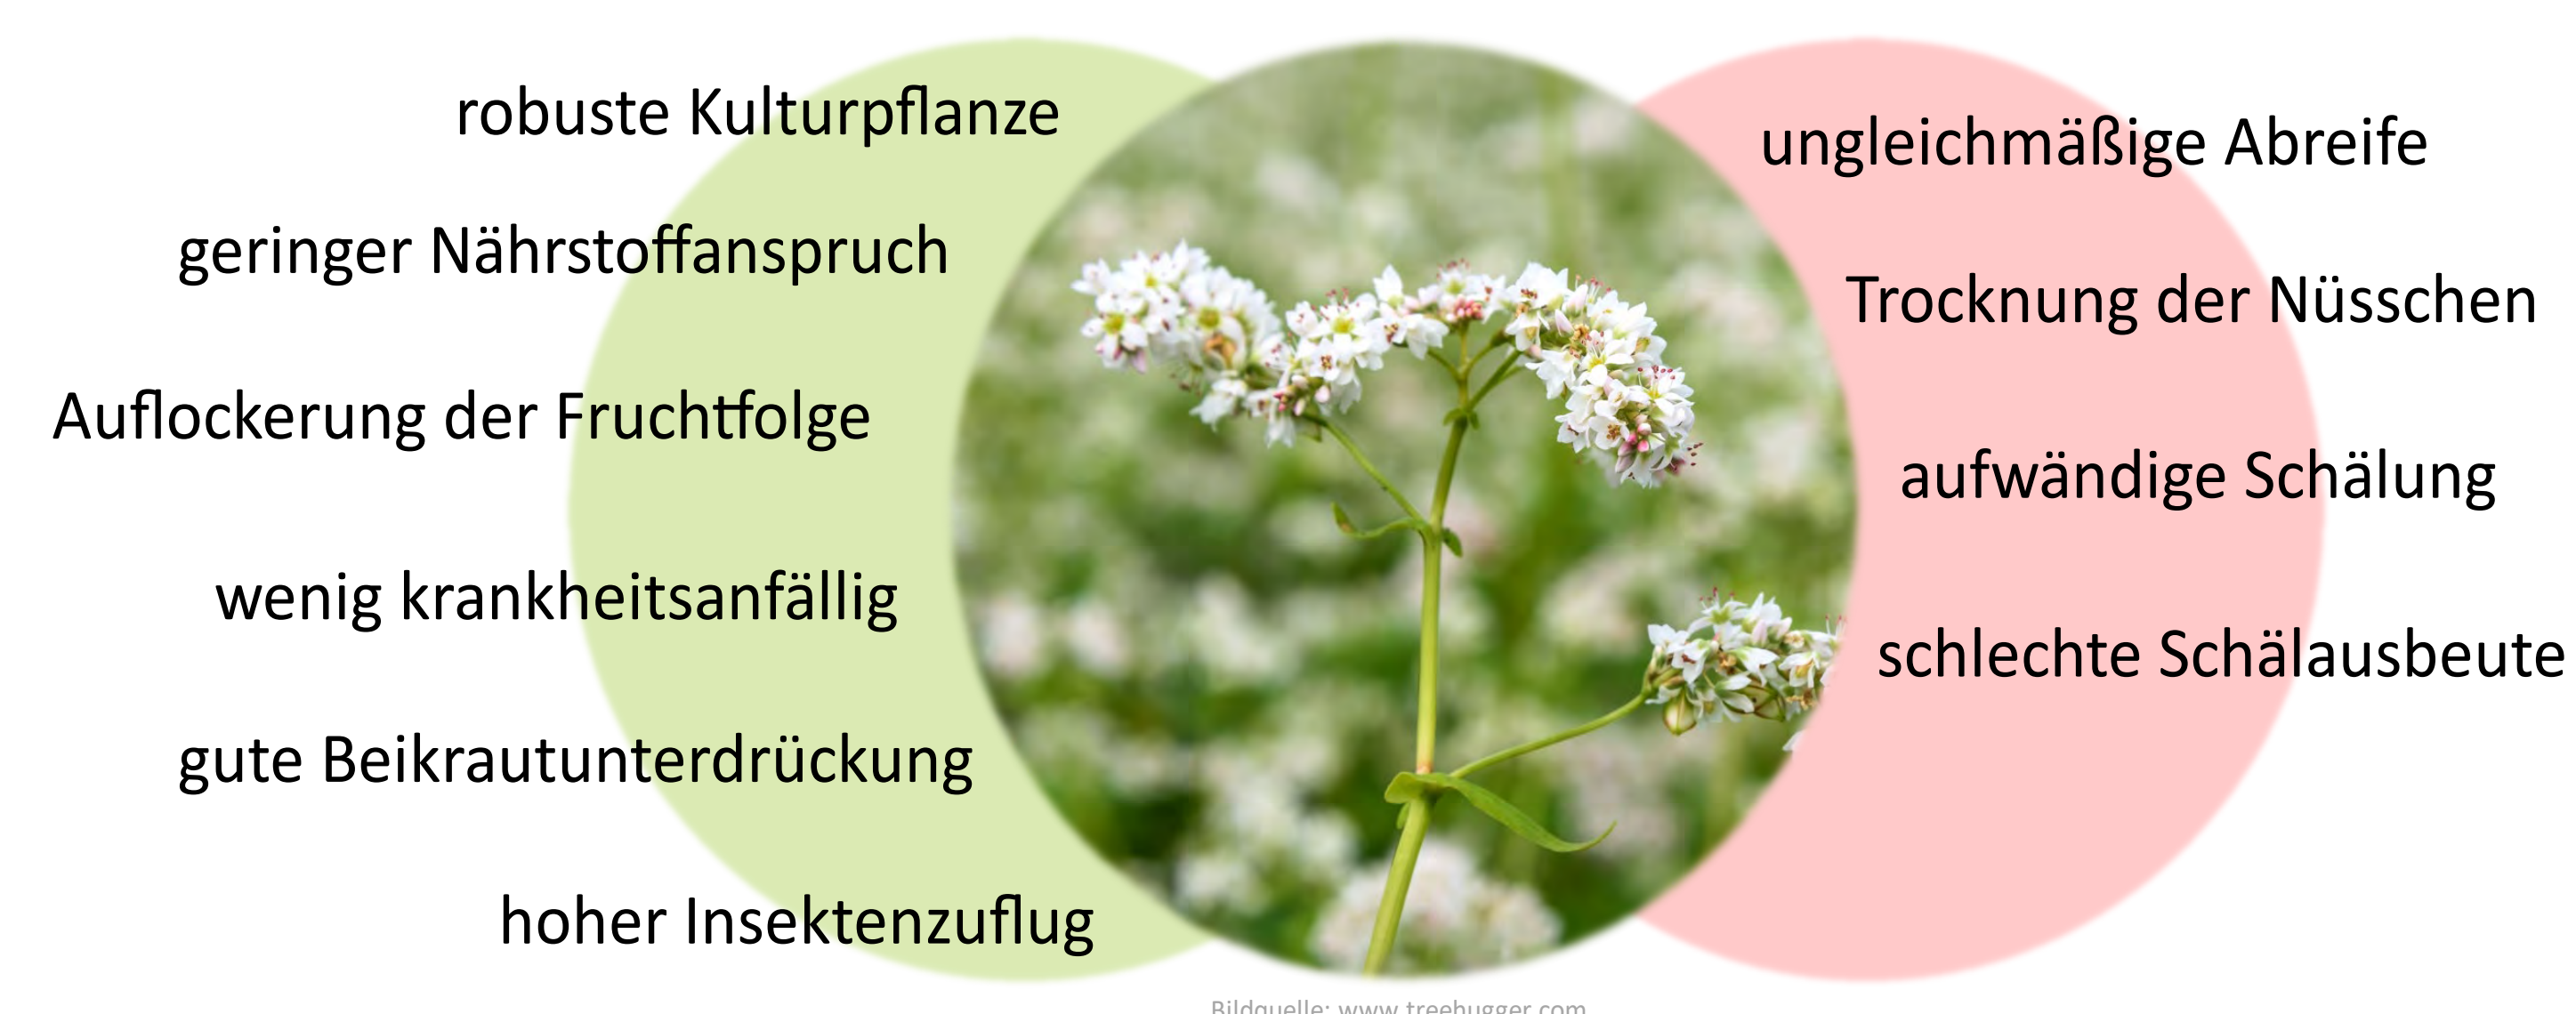 robuste Kulturpflanze
geringer Nährstoffanspruch
Auflockerung der Fruchtfolge
wenig krankheitsanfällig
gute Beikrautunterdrückung
hoher Insektenzuflug
ungleichmäßige Abreife
Trocknung der Nüsschen
aufwändige Schälung
schlechte Schälausbeute
Bildquelle: www.treehugger.com